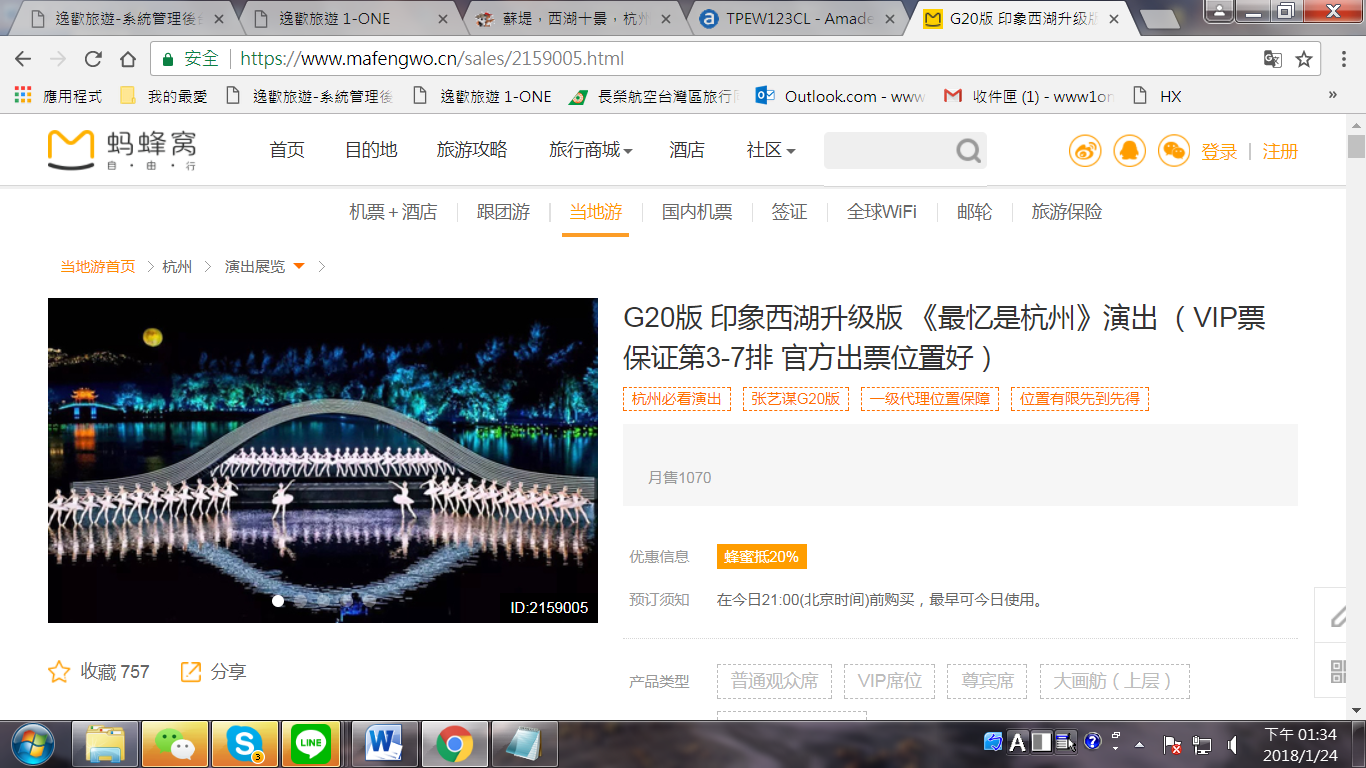 逸歡旅遊-系統管理後
逸歡旅遊 1-ONE
蘇堤，西湖十景，杭州
TPEW123CL - Amade
G20版 印象西湖升级版
安全
https://www.mafengwo.cn/sales/2159005.html
應用程式
我的最愛
逸歡旅遊-系統管理後
逸歡旅遊 1-ONE
長榮航空台灣區旅行
Outlook.com - www
收件匣 (1) - www1on
HX
»
蚂蜂窝
自·由·行
首页
目的地
旅游攻略
旅行商城
酒店
社区
登录 | 注册
机票+酒店
跟团游
当地游
国内机票
签证
全球WiFi
邮轮
旅游保险
当地游首页
杭州
演出展览
G20版 印象西湖升级版 《最忆是杭州》演出 （VIP票
保证第3-7排 官方出票位置好）
杭州必看演出
张艺谋G20版
一级代理位置保障
位置有限先到先得
月售1070
优惠信息
蜂蜜抵20%
预订须知
在今日21:00(北京时间)前购买，最早可今日使用。
ID:2159005
收藏 757
分享
产品类型
普通观众席
VIP席位
尊宾席
大画舫（上层）
3
LINE
A
下午 01:34
2018/1/24